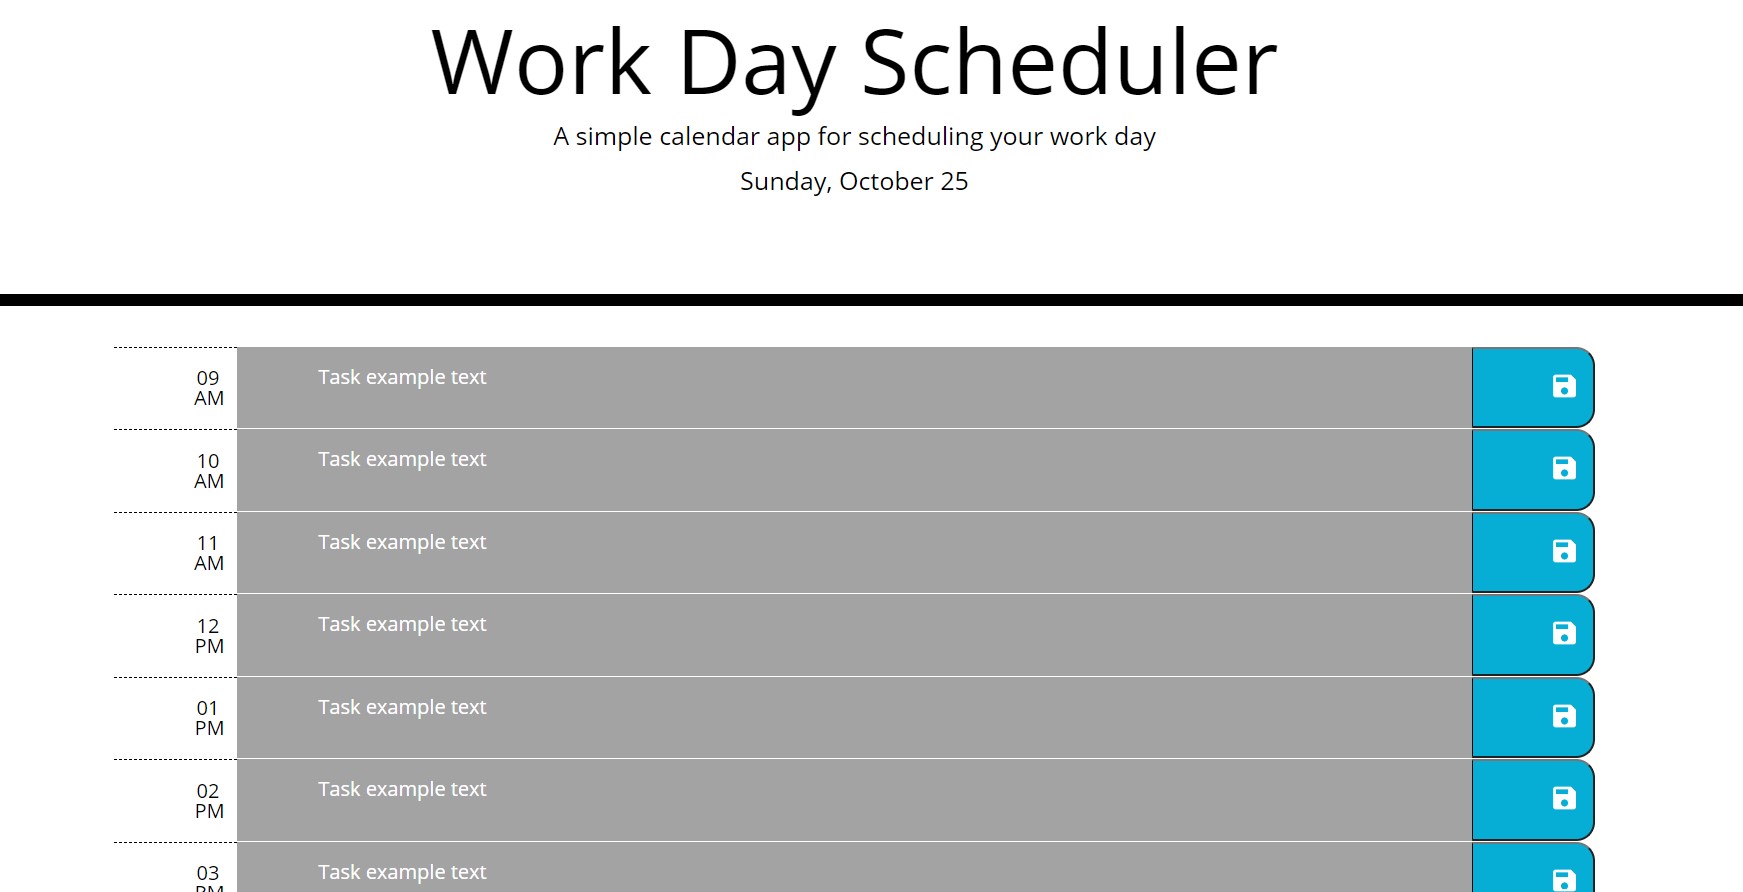 Work Day Scheduler
A simple calendar app for scheduling your work day
Sunday, October 25
09
AM
Task example text
10
AM
Task example text
11
AM
Task example text
12
PM
Task example text
01
PM
Task example text
02
PM
Task example text
03
PM
Task example text